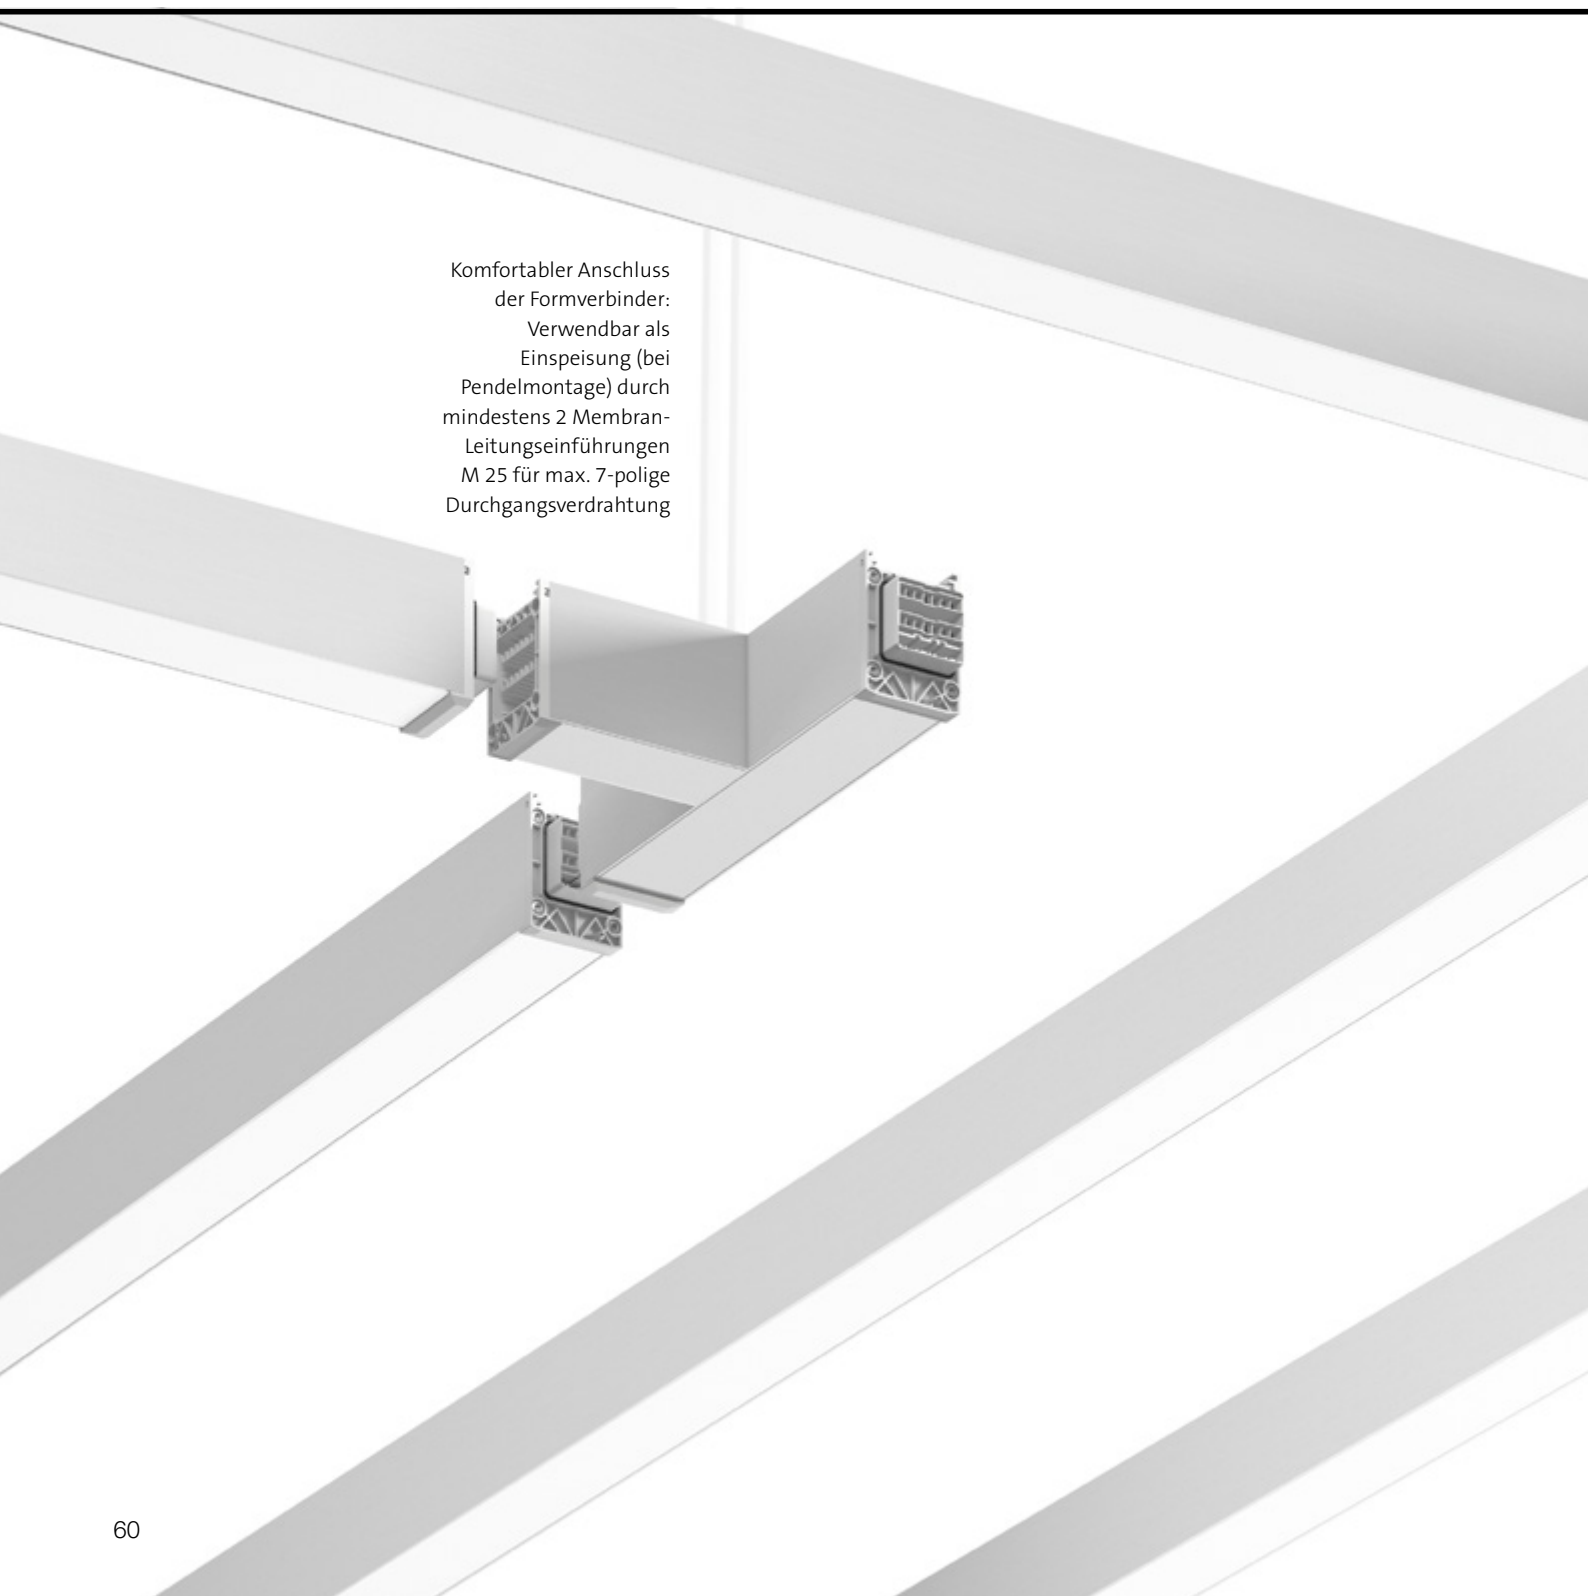 Komfortabler Anschluss
der Formverbinder:
Verwendbar als
Einspeisung (bei
Pendelmontage) durch
mindestens 2 Membran-
Leitungseinführungen
M 25 für max. 7-polige
Durchgangsverdrahtung
60